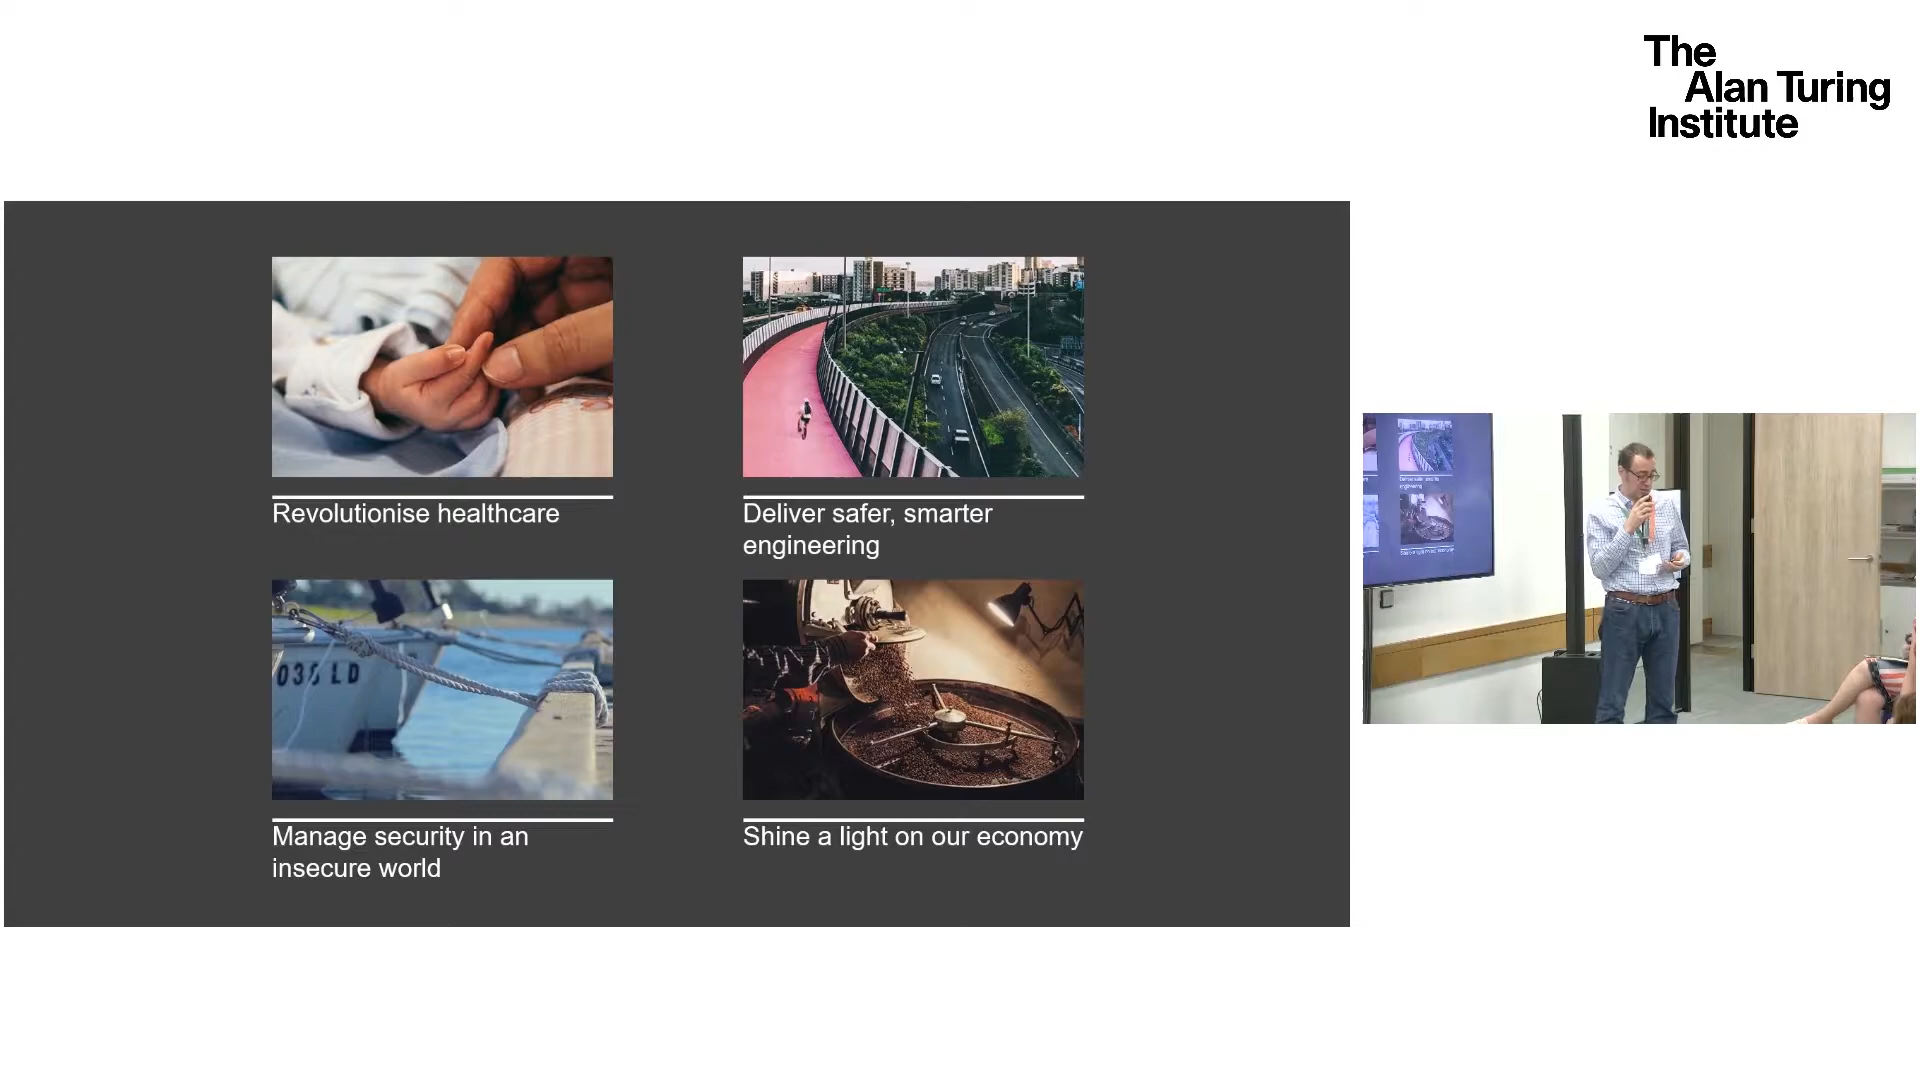 The
Alan Turing
Institute
Revolutionise healthcare
Deliver safer, smarter
engineering
Manage security in an
insecure world
Shine a light on our economy